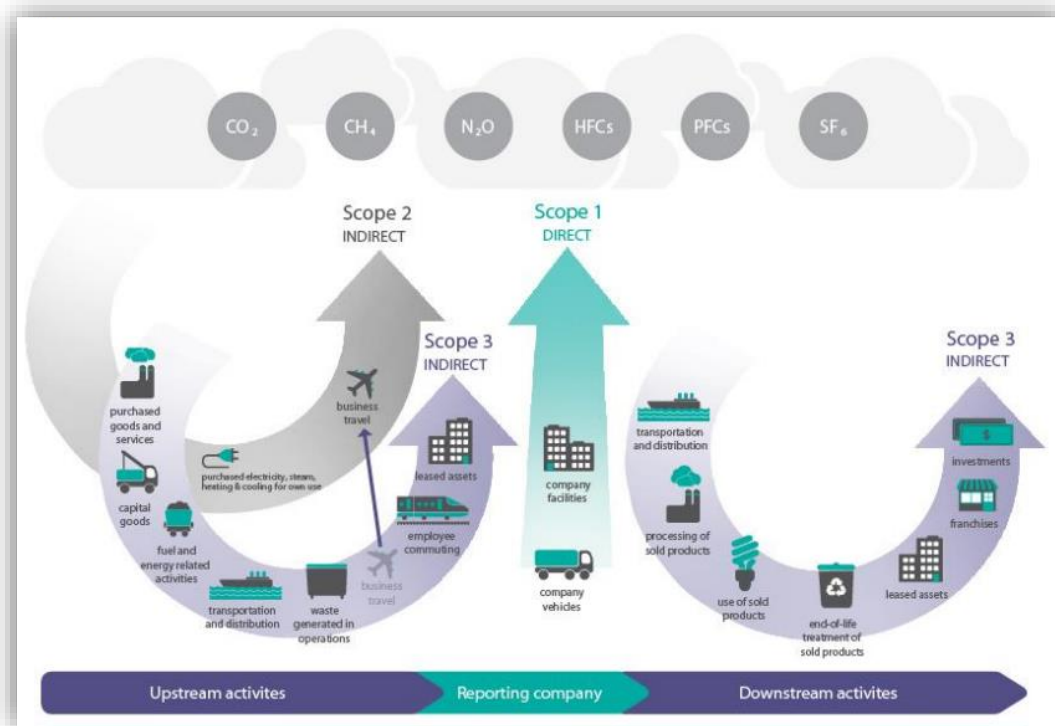 CO₂
CH₄
N₂O
HFCs
PFCs
SF₆
Scope 2
INDIRECT
Scope 1
DIRECT
Scope 3
INDIRECT
Scope 3
INDIRECT
purchased
goods and
services
capital
goods
fuel and
energy related
activities
transportation
and distribution
waste
generated in
operations
business
travel
purchased electricity, steam,
heating & cooling for own use
business
travel
employee
commuting
leased assets
company
facilities
company
vehicles
transportation
and distribution
processing of
sold products
use of sold
products
end-of-life
treatment of
sold products
leased assets
franchises
$
investments
Upstream activites
Reporting company
Downstream activites